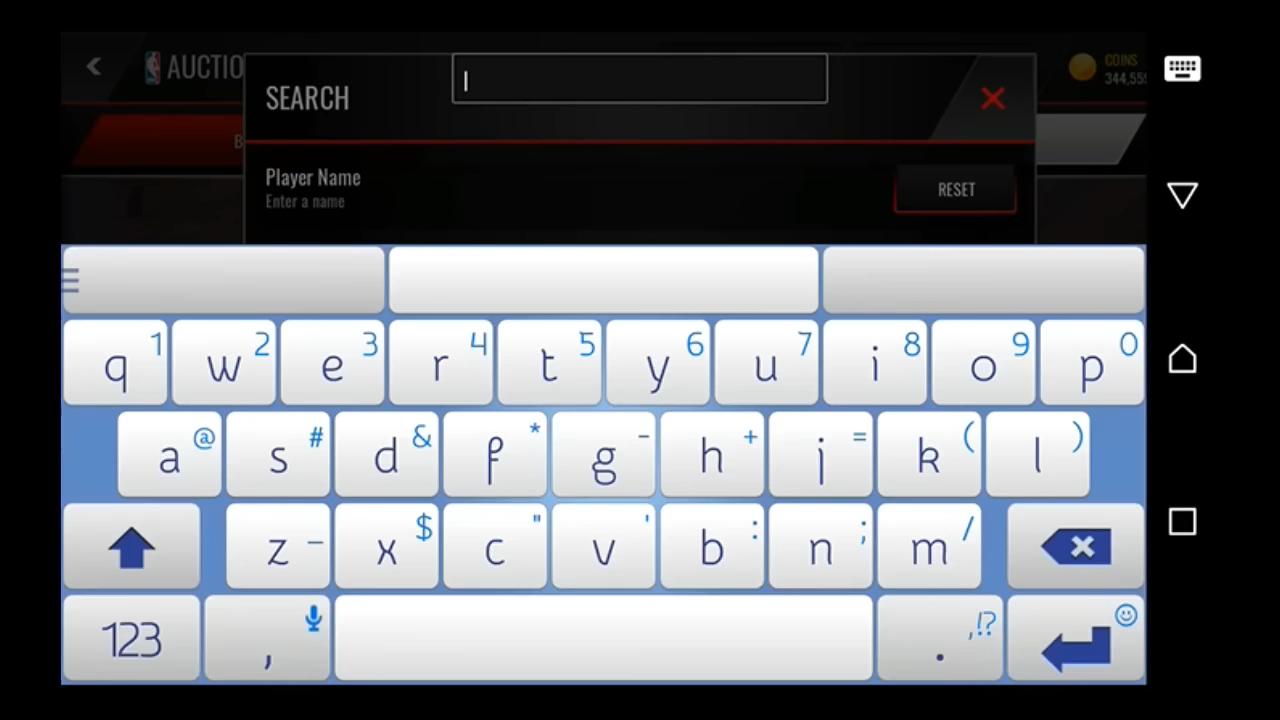 AUCTIO
COINS
344,55
SEARCH
B
Player Name
Enter a name
RESET
q 1 w 2 e 3 r 4 t 5 y 6 u 7 i 8 o 9 p 0
a @ s # d & f * g - h + j = k ( l )
z _ x $ c " v ' b : n ; m /
123 , . ,!?